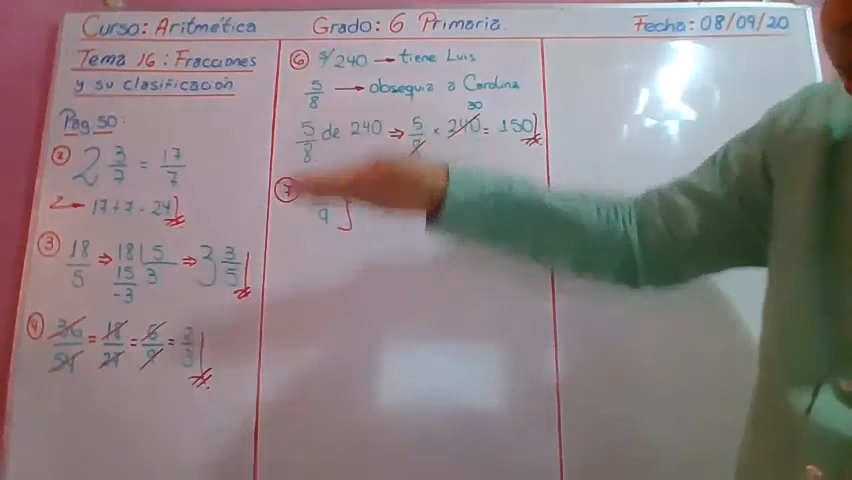 Curso: Aritmética Grado: 6 Primaria Fecha: 08/09/20
Tema 16: Fracciones
y su clasificación
Pag. 50:
② 2 3/7 = 17/7
17+7 = 24
③ 18/5 ⇒ 18 5
15 3
-3
⇒ 3 3/5
④ 36/54 = 18/27 = 6/9 = 2/3
⑥ S/240 → tiene Luis
5/8 → obsequia a Carolina
30
5/8 de 240 ⇒ 5/8 × 240 = 150
⑦
9